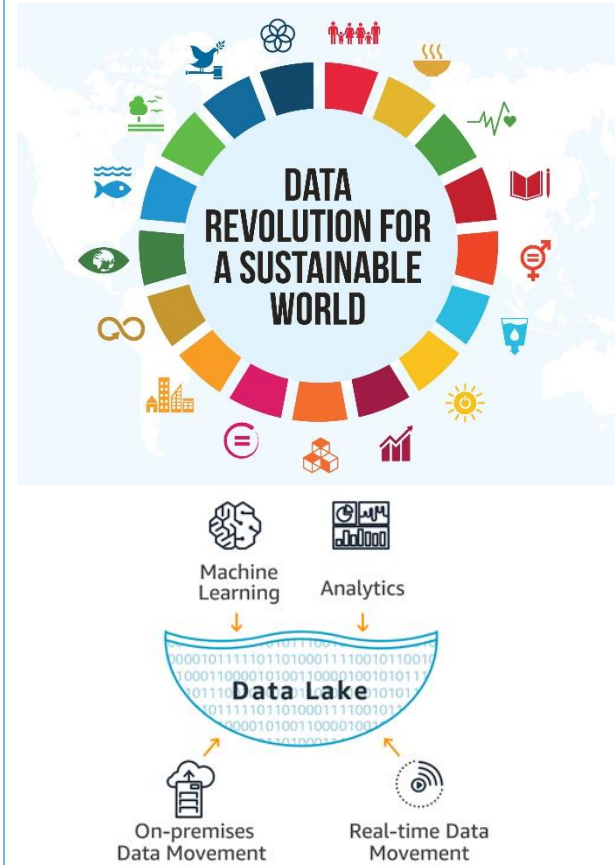 DATA
REVOLUTION FOR
A SUSTAINABLE
WORLD
Machine
Learning
Analytics
Data Lake
On-premises
Data Movement
Real-time Data
Movement